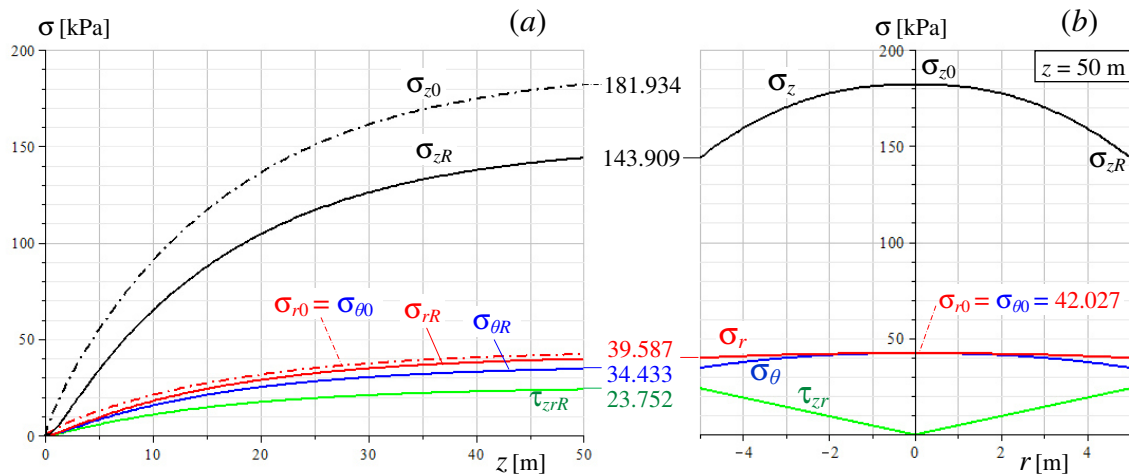 σ [kPa]
(a)
200
150
100
50
0
0
10
20
30
40
50
z [m]
σz0
σzR
σr0 = σθ0
σrR
σθR
τzrR
181.934
143.909
39.587
34.433
23.752
σ [kPa]
(b)
z = 50 m
200
150
100
50
0
−4
−2
0
2
4
r [m]
σz
σz0
σzR
σr0 = σθ0 = 42.027
σr
σθ
τzr